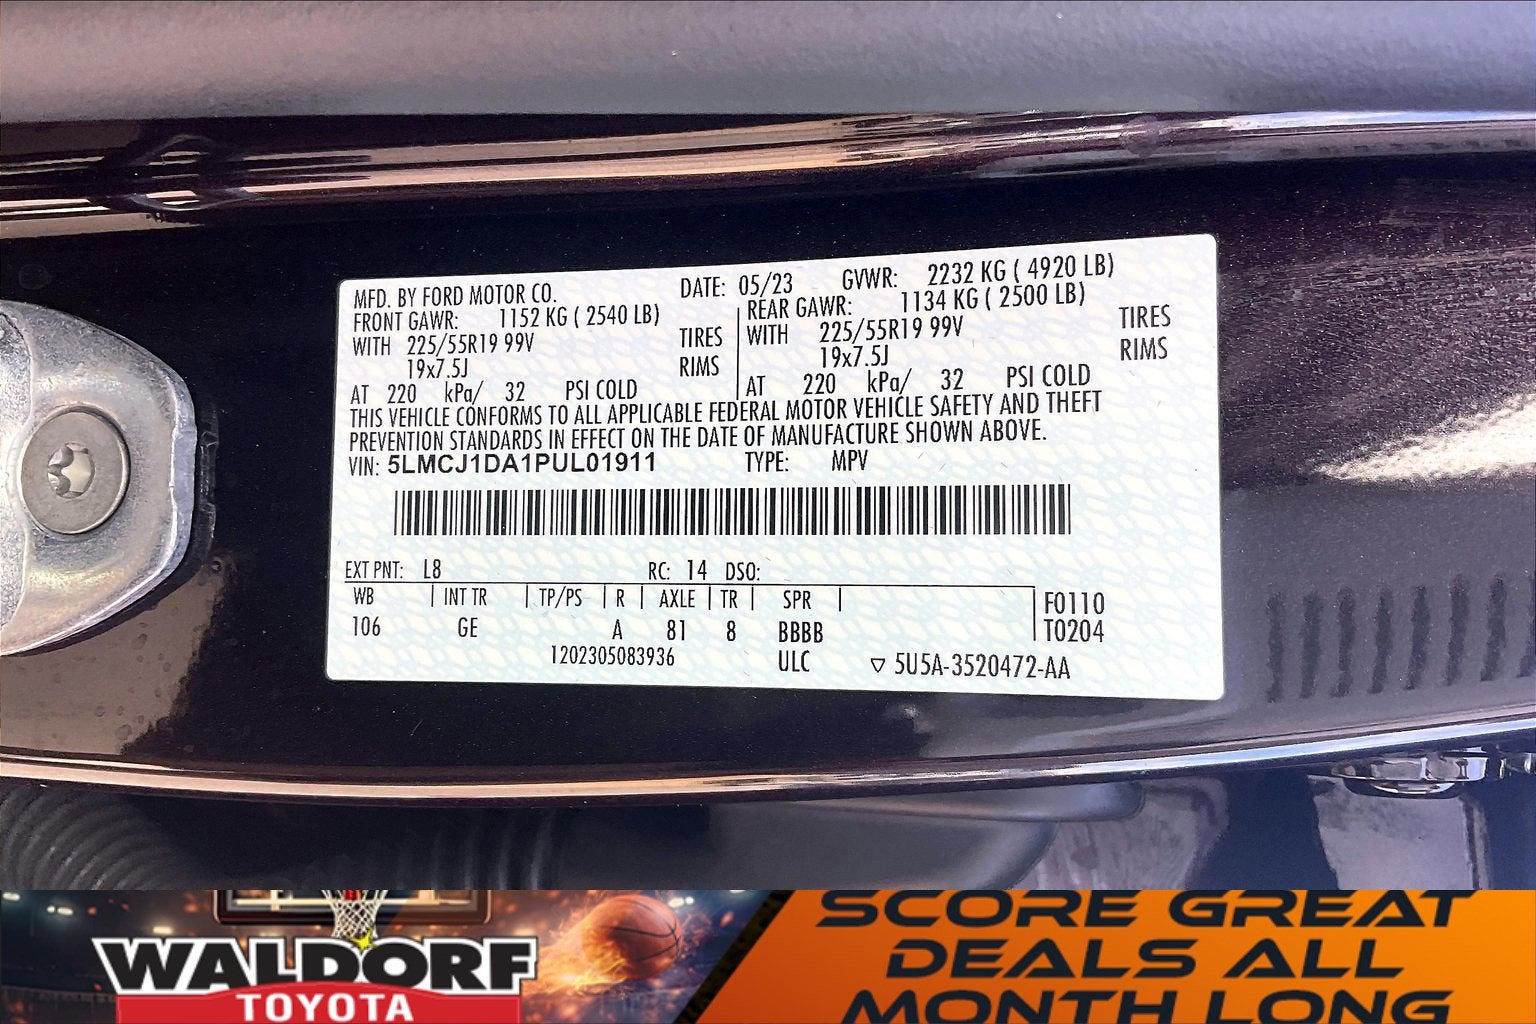 MFD. BY FORD MOTOR CO. DATE: 05/23 GVWR: 2232 KG ( 4920 LB)
FRONT GAWR: 1152 KG ( 2540 LB) REAR GAWR: 1134 KG ( 2500 LB)
WITH 225/55R19 99V TIRES WITH 225/55R19 99V TIRES
19x7.5J RIMS 19x7.5J RIMS
AT 220 kPa/ 32 PSI COLD AT 220 kPa/ 32 PSI COLD
THIS VEHICLE CONFORMS TO ALL APPLICABLE FEDERAL MOTOR VEHICLE SAFETY AND THEFT
PREVENTION STANDARDS IN EFFECT ON THE DATE OF MANUFACTURE SHOWN ABOVE.
VIN: 5LMCJ1DA1PUL01911 TYPE: MPV
EXT PNT: L8 RC: 14 DSO:
WB INT TR TP/PS R AXLE TR SPR F0110
106 GE A 81 8 BBBB T0204
1202305083936 ULC ▽ 5U5A-3520472-AA
WALDORF
TOYOTA
SCORE GREAT
DEALS ALL
MONTH LONG